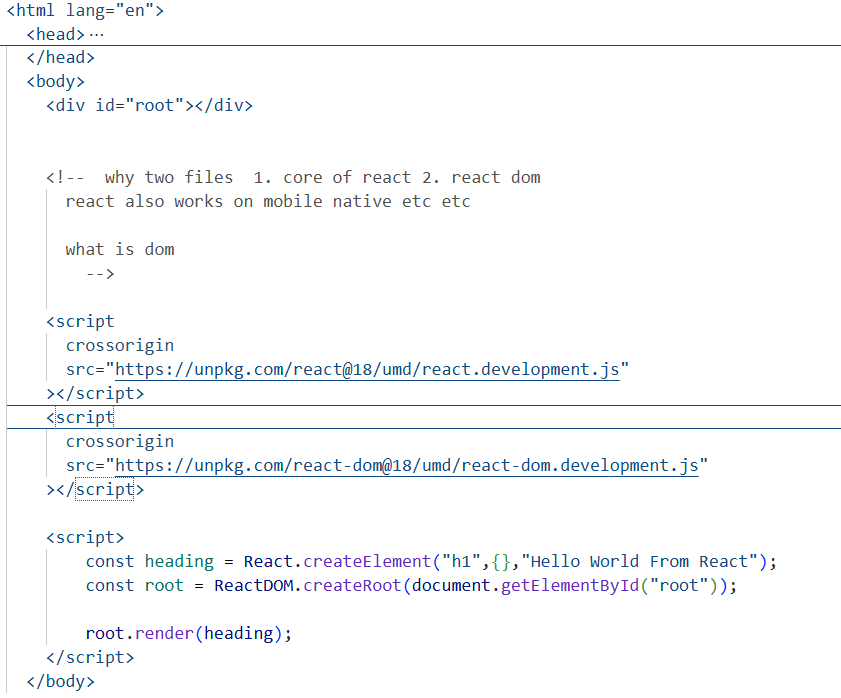 <html lang="en">
<head>···
</head>
<body>
<div id="root"></div>
<!--  why two files  1. core of react 2. react dom
react also works on mobile native etc etc
what is dom
-->
<script
crossorigin
src="https://unpkg.com/react@18/umd/react.development.js"
></script>
<script
crossorigin
src="https://unpkg.com/react-dom@18/umd/react-dom.development.js"
></script>
<script>
const heading = React.createElement("h1",{},"Hello World From React");
const root = ReactDOM.createRoot(document.getElementById("root"));
root.render(heading);
</script>
</body>